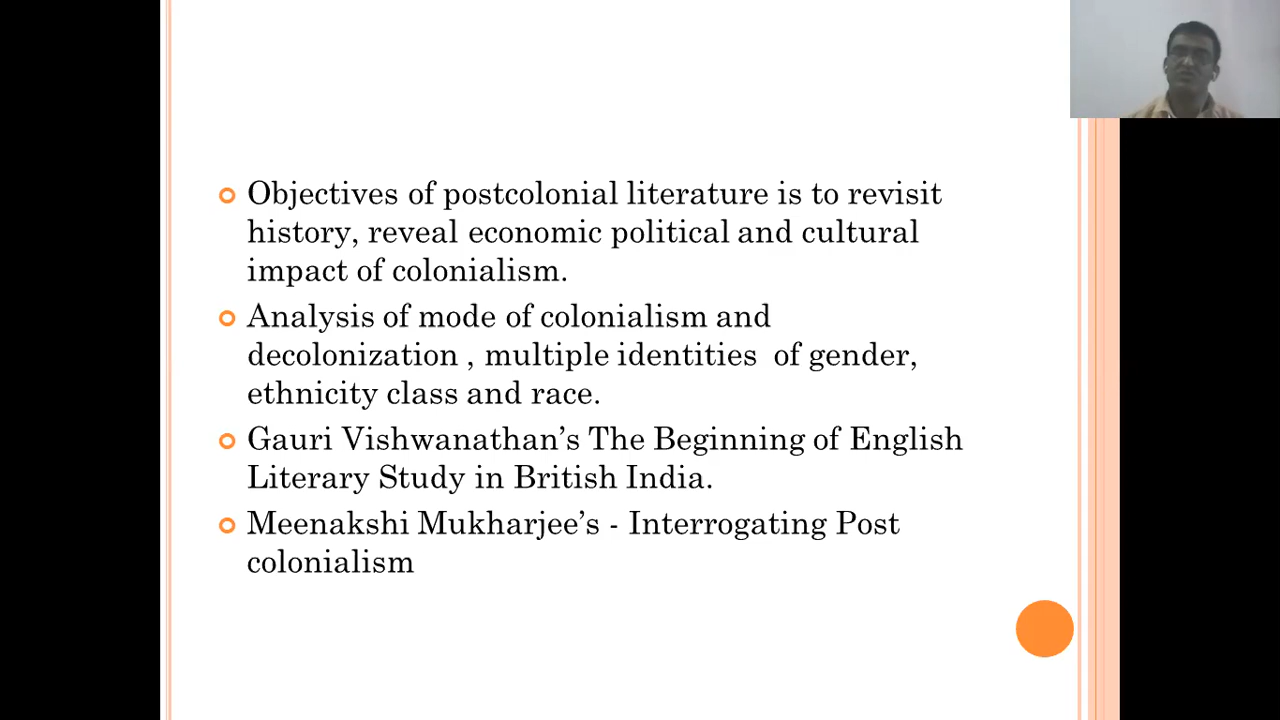 Objectives of postcolonial literature is to revisit
history, reveal economic political and cultural
impact of colonialism.
Analysis of mode of colonialism and
decolonization , multiple identities of gender,
ethnicity class and race.
Gauri Vishwanathan’s The Beginning of English
Literary Study in British India.
Meenakshi Mukharjee’s - Interrogating Post
colonialism